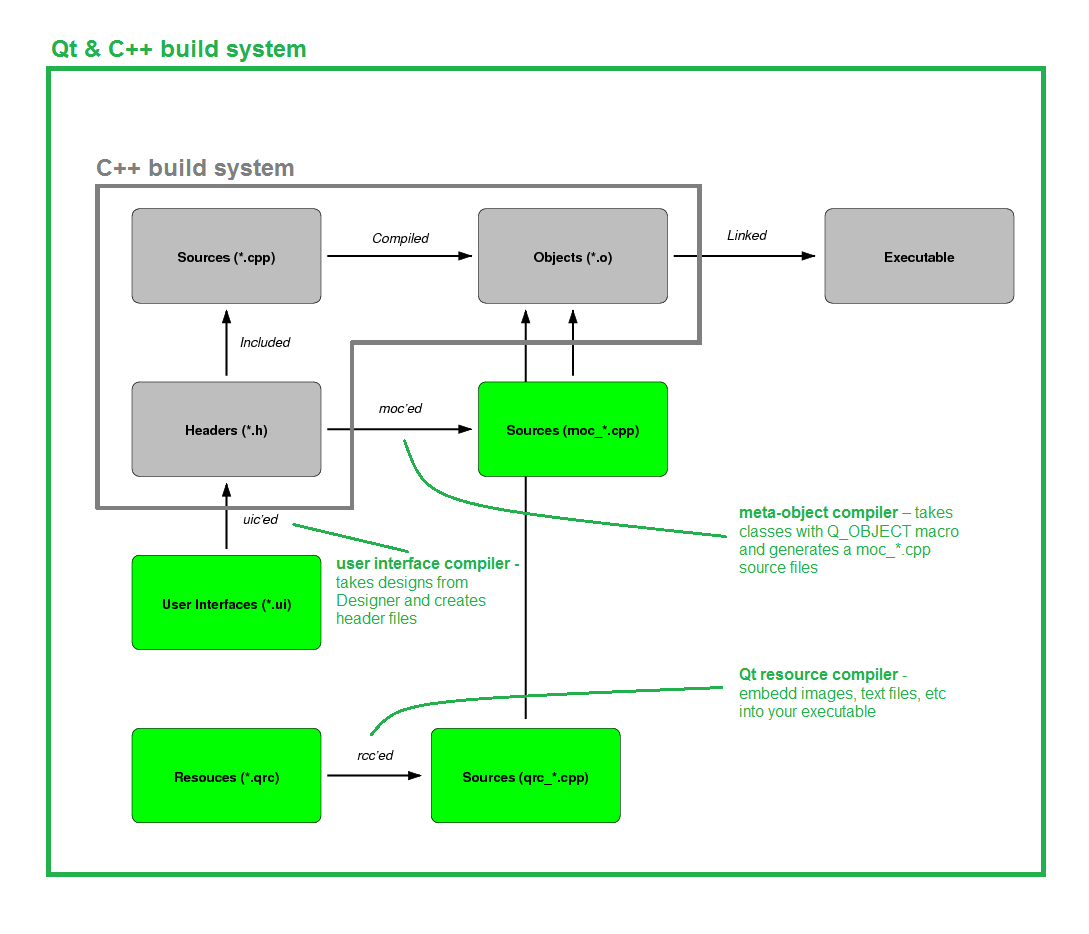 Qt & C++ build system
C++ build system
Sources (*.cpp)
Compiled
Objects (*.o)
Linked
Executable
Included
Headers (*.h)
moc'ed
Sources (moc_*.cpp)
uic'ed
meta-object compiler – takes
classes with Q_OBJECT macro
and generates a moc_*.cpp
source files
user interface compiler -
takes designs from
Designer and creates
header files
User Interfaces (*.ui)
Qt resource compiler -
embedd images, text files, etc
into your executable
Resouces (*.qrc)
rcc'ed
Sources (qrc_*.cpp)